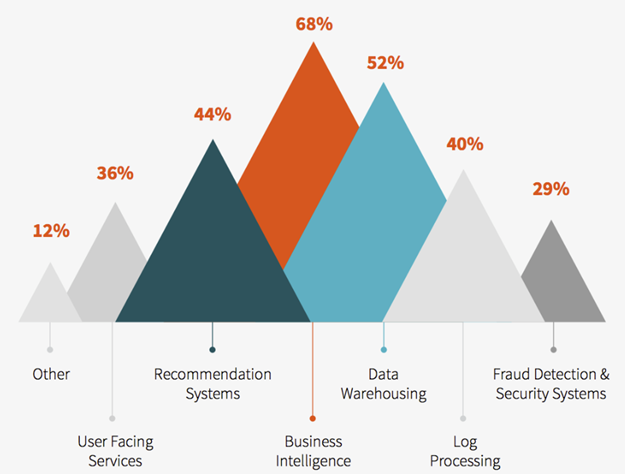 68%
52%
44%
40%
36%
29%
12%
Other
Recommendation
Systems
Data
Warehousing
Fraud Detection &
Security Systems
User Facing
Services
Business
Intelligence
Log
Processing